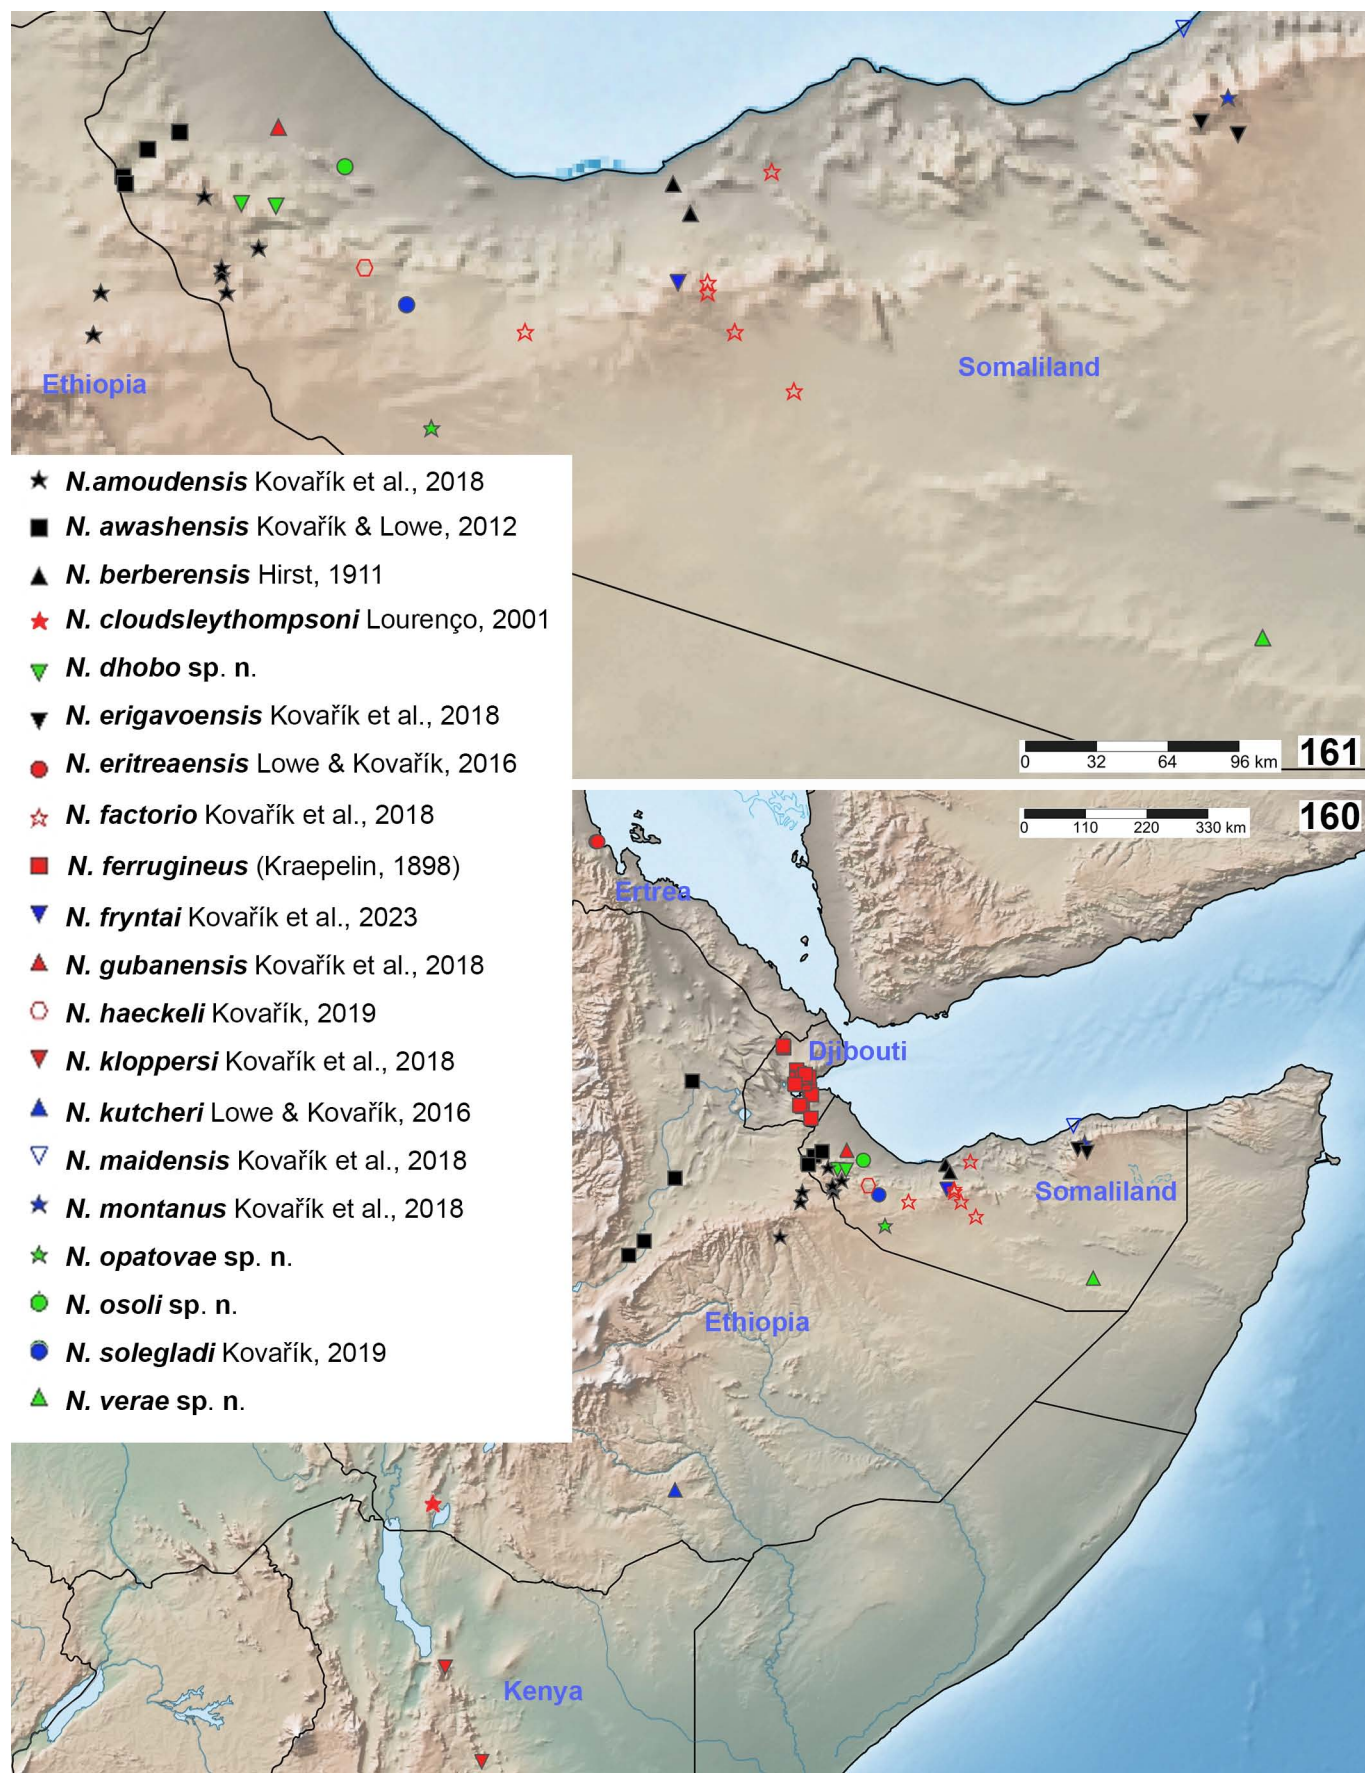 Ethiopia
Somaliland
N.amoudensis Kovařík et al., 2018
N. awashensis Kovařík & Lowe, 2012
N. berberensis Hirst, 1911
N. cloudsleythompsoni Lourenço, 2001
N. dhobo sp. n.
N. erigavoensis Kovařík et al., 2018
N. eritreaensis Lowe & Kovařík, 2016
N. factorio Kovařík et al., 2018
N. ferrugineus (Kraepelin, 1898)
N. fryntai Kovařík et al., 2023
N. gubanensis Kovařík et al., 2018
N. haeckeli Kovařík, 2019
N. kloppersi Kovařík et al., 2018
N. kutcheri Lowe & Kovařík, 2016
N. maidensis Kovařík et al., 2018
N. montanus Kovařík et al., 2018
N. opatovae sp. n.
N. osoli sp. n.
N. solegladi Kovařík, 2019
N. verae sp. n.
0 32 64 96 km
161
0 110 220 330 km
160
Ertrea
Djibouti
Somaliland
Ethiopia
Kenya